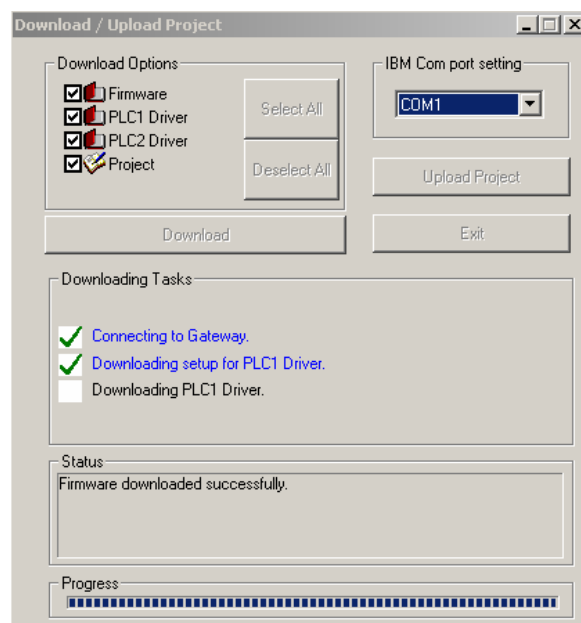 Download / Upload Project
Download Options
Firmware
PLC1 Driver
PLC2 Driver
Project
Select All
Deselect All
IBM Com port setting
COM1
Upload Project
Download
Exit
Downloading Tasks
Connecting to Gateway.
Downloading setup for PLC1 Driver.
Downloading PLC1 Driver.
Status
Firmware downloaded successfully.
Progress